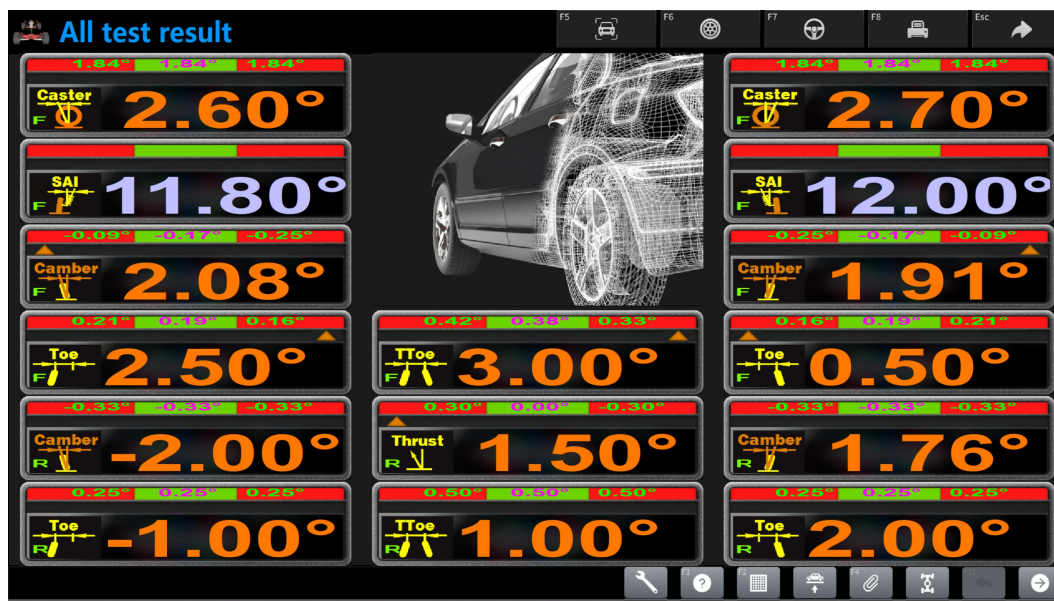 All test result
F5
F6
F7
F8
Esc
1.84° 1.84° 1.84°
Caster
F
2.60°
1.84° 1.84° 1.84°
Caster
F
2.70°
SAI
F
11.80°
SAI
F
12.00°
-0.09° -0.17° -0.25°
Camber
F
2.08°
-0.25° -0.17° -0.09°
Camber
F
1.91°
0.21° 0.19° 0.16°
Toe
F
2.50°
0.42° 0.38° 0.33°
TToe
F
3.00°
0.16° 0.19° 0.21°
Toe
F
0.50°
-0.33° -0.33° -0.33°
Camber
R
-2.00°
0.30° 0.00° -0.30°
Thrust
R
1.50°
-0.33° -0.33° -0.33°
Camber
R
1.76°
0.25° 0.25° 0.25°
Toe
R
-1.00°
0.50° 0.50° 0.50°
TToe
R
1.00°
0.25° 0.25° 0.25°
Toe
R
2.00°
F1
?
F2
F4